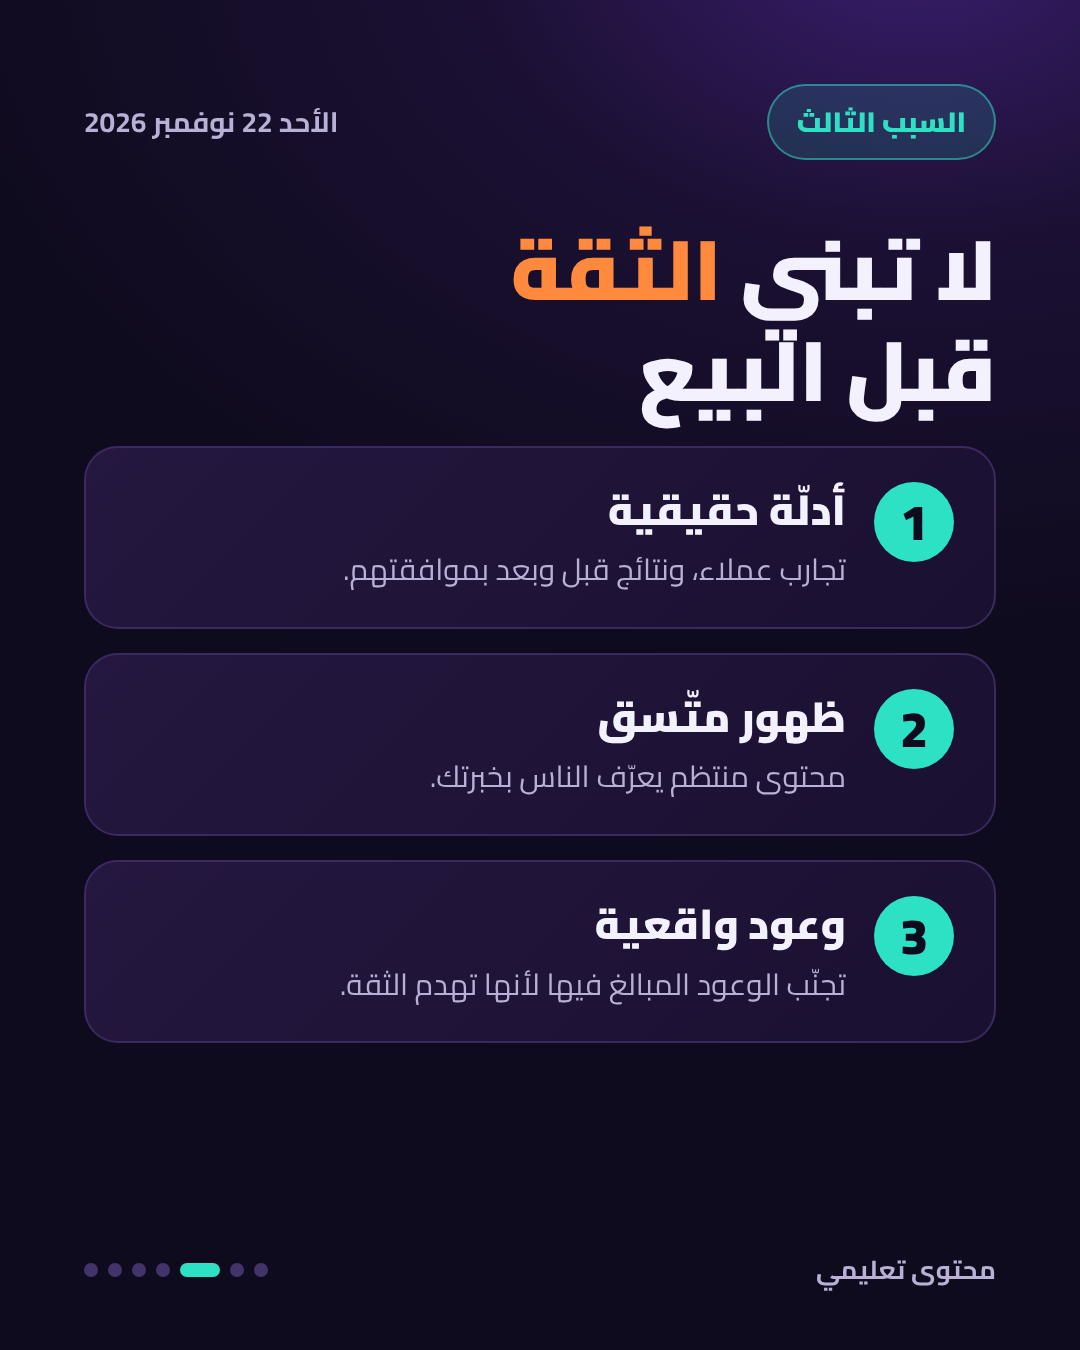 السبب الثالث
الأحد 22 نوفمبر 2026
لا تبني الثقة
قبل البيع
1
أدلّة حقيقية
تجارب عملاء، ونتائج قبل وبعد بموافقتهم.
2
ظهور متّسق
محتوى منتظم يعرّف الناس بخبرتك.
3
وعود واقعية
تجنّب الوعود المبالغ فيها لأنها تهدم الثقة.
محتوى تعليمي